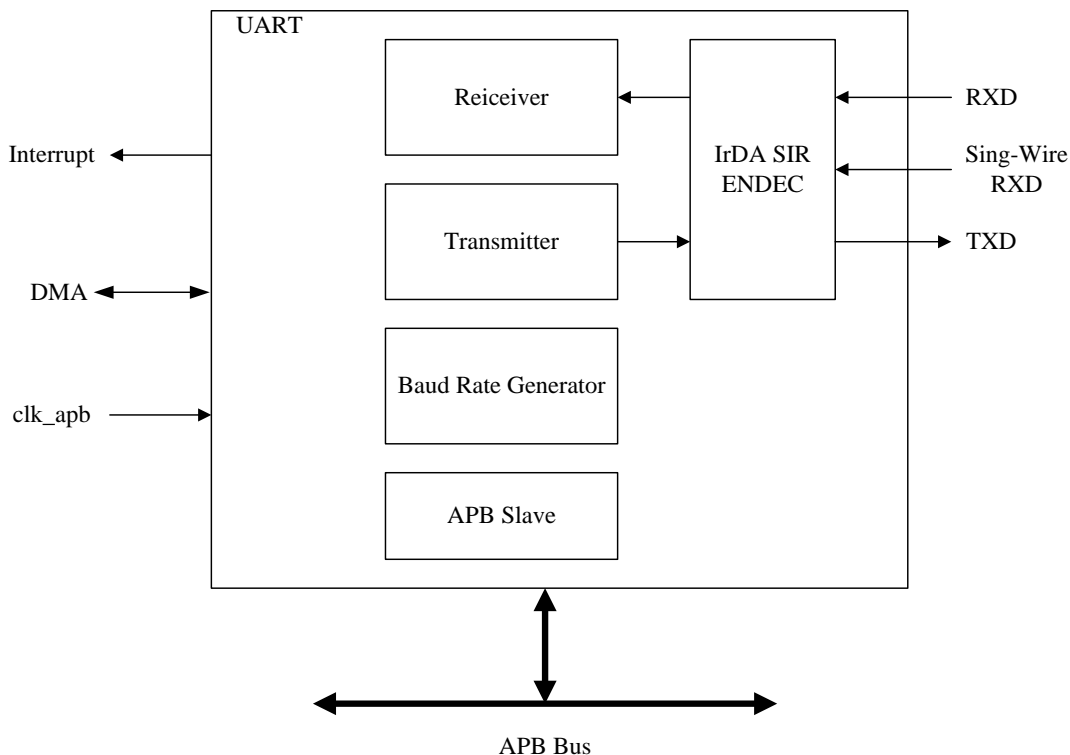 UART
Reiceiver
IrDA SIR
ENDEC
RXD
Interrupt
Sing-Wire
RXD
Transmitter
TXD
DMA
Baud Rate Generator
clk_apb
APB Slave
APB Bus